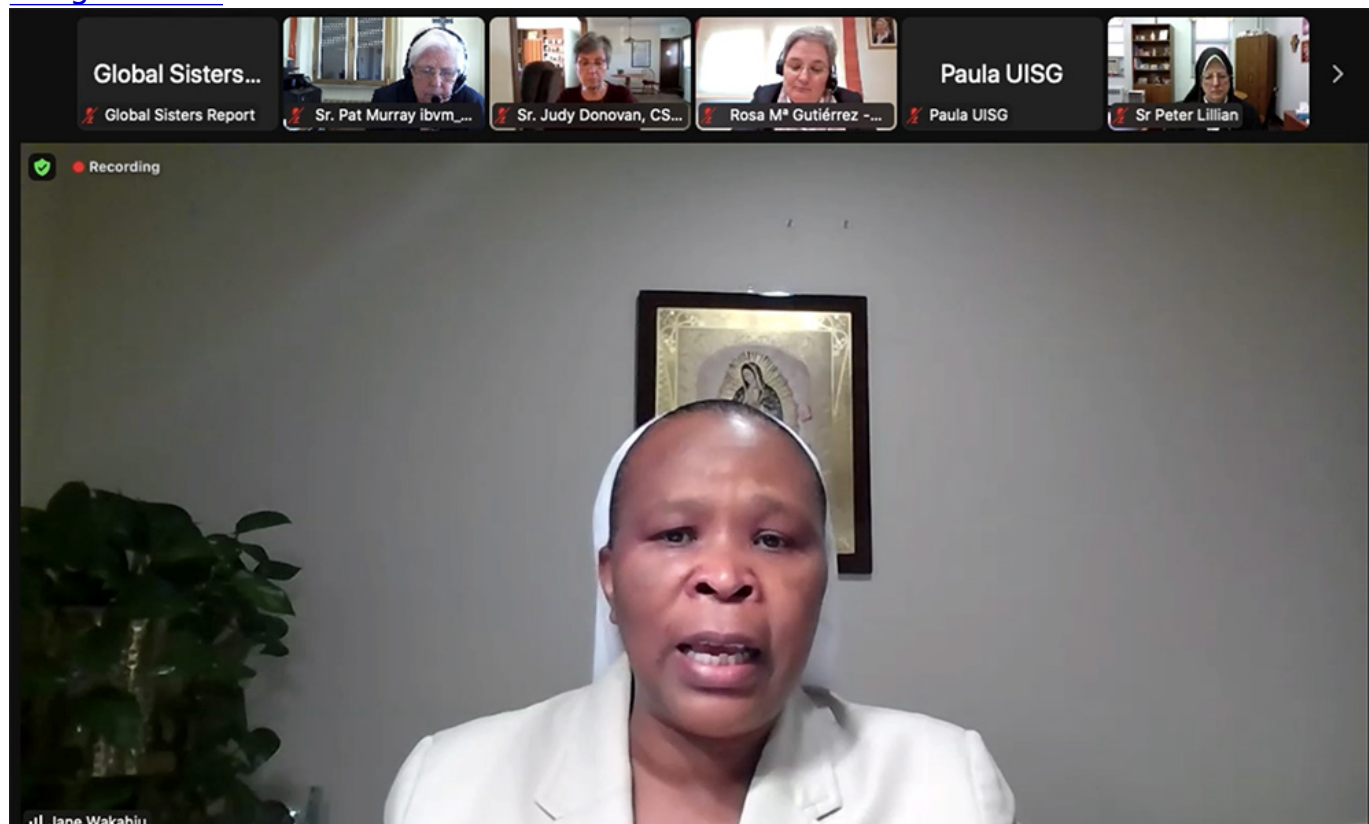 Global Sisters...
Global Sisters Report
Sr. Pat Murray ibvm_...
Sr. Judy Donovan, CS...
Rosa Mª Gutiérrez -...
Paula UISG
Paula UISG
Sr Peter Lillian
Recording
Jane Wakahiu